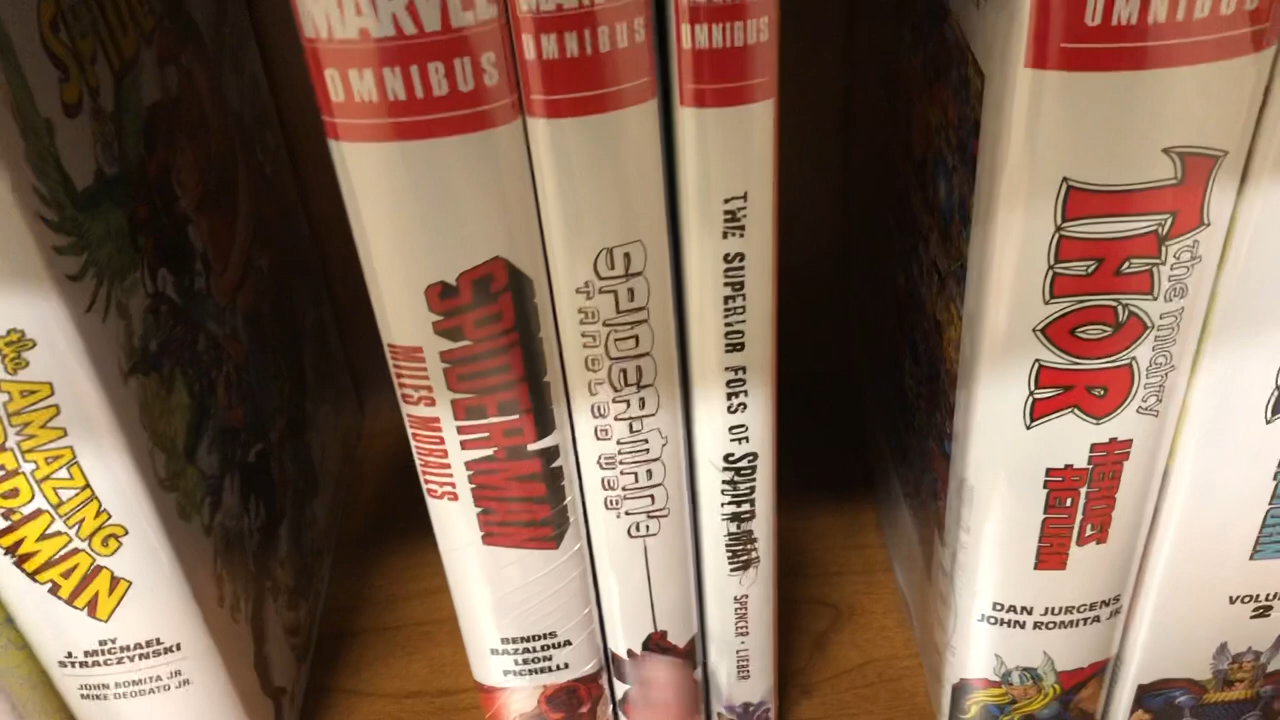 SPIDER
the AMAZING
SPIDER-MAN
BY
J. MICHAEL
STRACZYNSKI
JOHN ROMITA JR.
MIKE DEODATO JR.
MARVEL
OMNIBUS
SPIDER-MAN
MILES MORALES
BENDIS
BAZALDUA
LEON
PICHELLI
OMNIBUS
SPIDER-MAN'S
TANGLED WEB
OMNIBUS
THE SUPERIOR FOES OF SPIDER-MAN
SPENCER • LIEBER
OMNIBUS
the mighty
THOR
HEROES
RETURN
DAN JURGENS
JOHN ROMITA JR
2